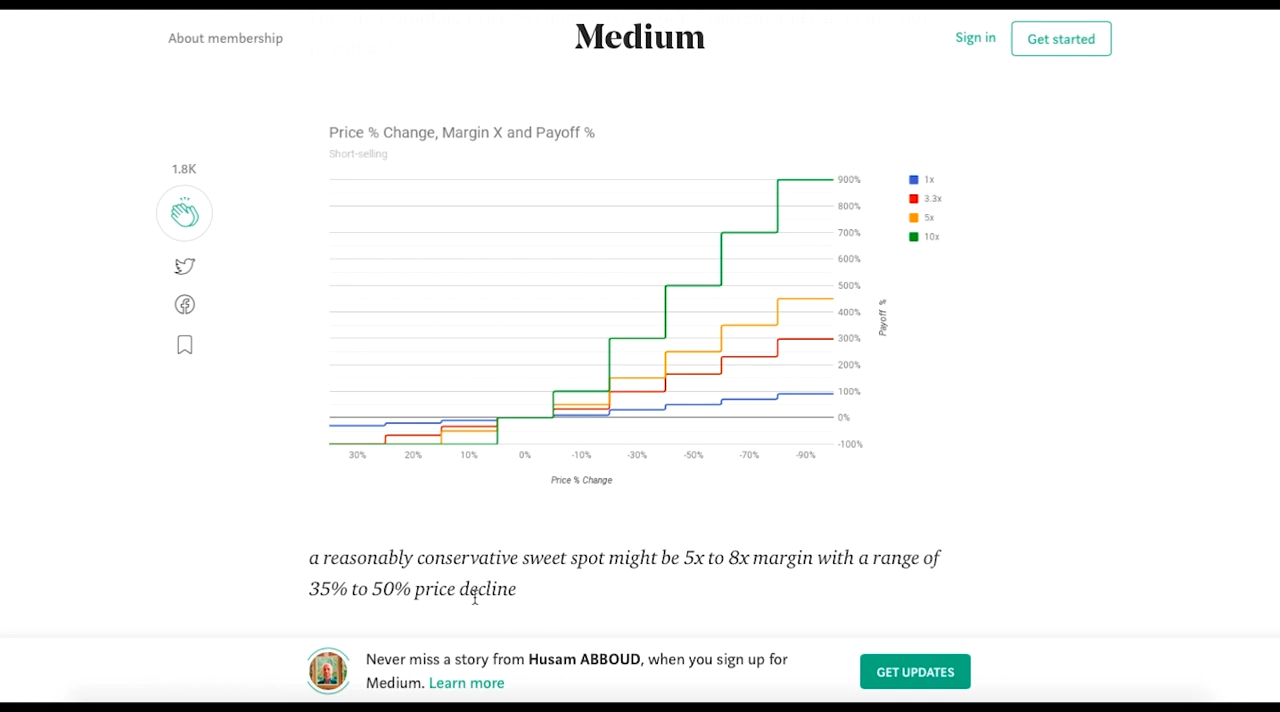 About membership
Medium
Sign in
Get started
Price % Change, Margin X and Payoff %
Short-selling
1.8K
900%
800%
700%
600%
500%
400%
300%
200%
100%
0%
-100%
Payoff %
1x
3.3x
5x
10x
30% 20% 10% 0% -10% -30% -50% -70% -90%
Price % Change
a reasonably conservative sweet spot might be 5x to 8x margin with a range of
35% to 50% price decline
Never miss a story from Husam ABBOUD, when you sign up for
Medium. Learn more
GET UPDATES